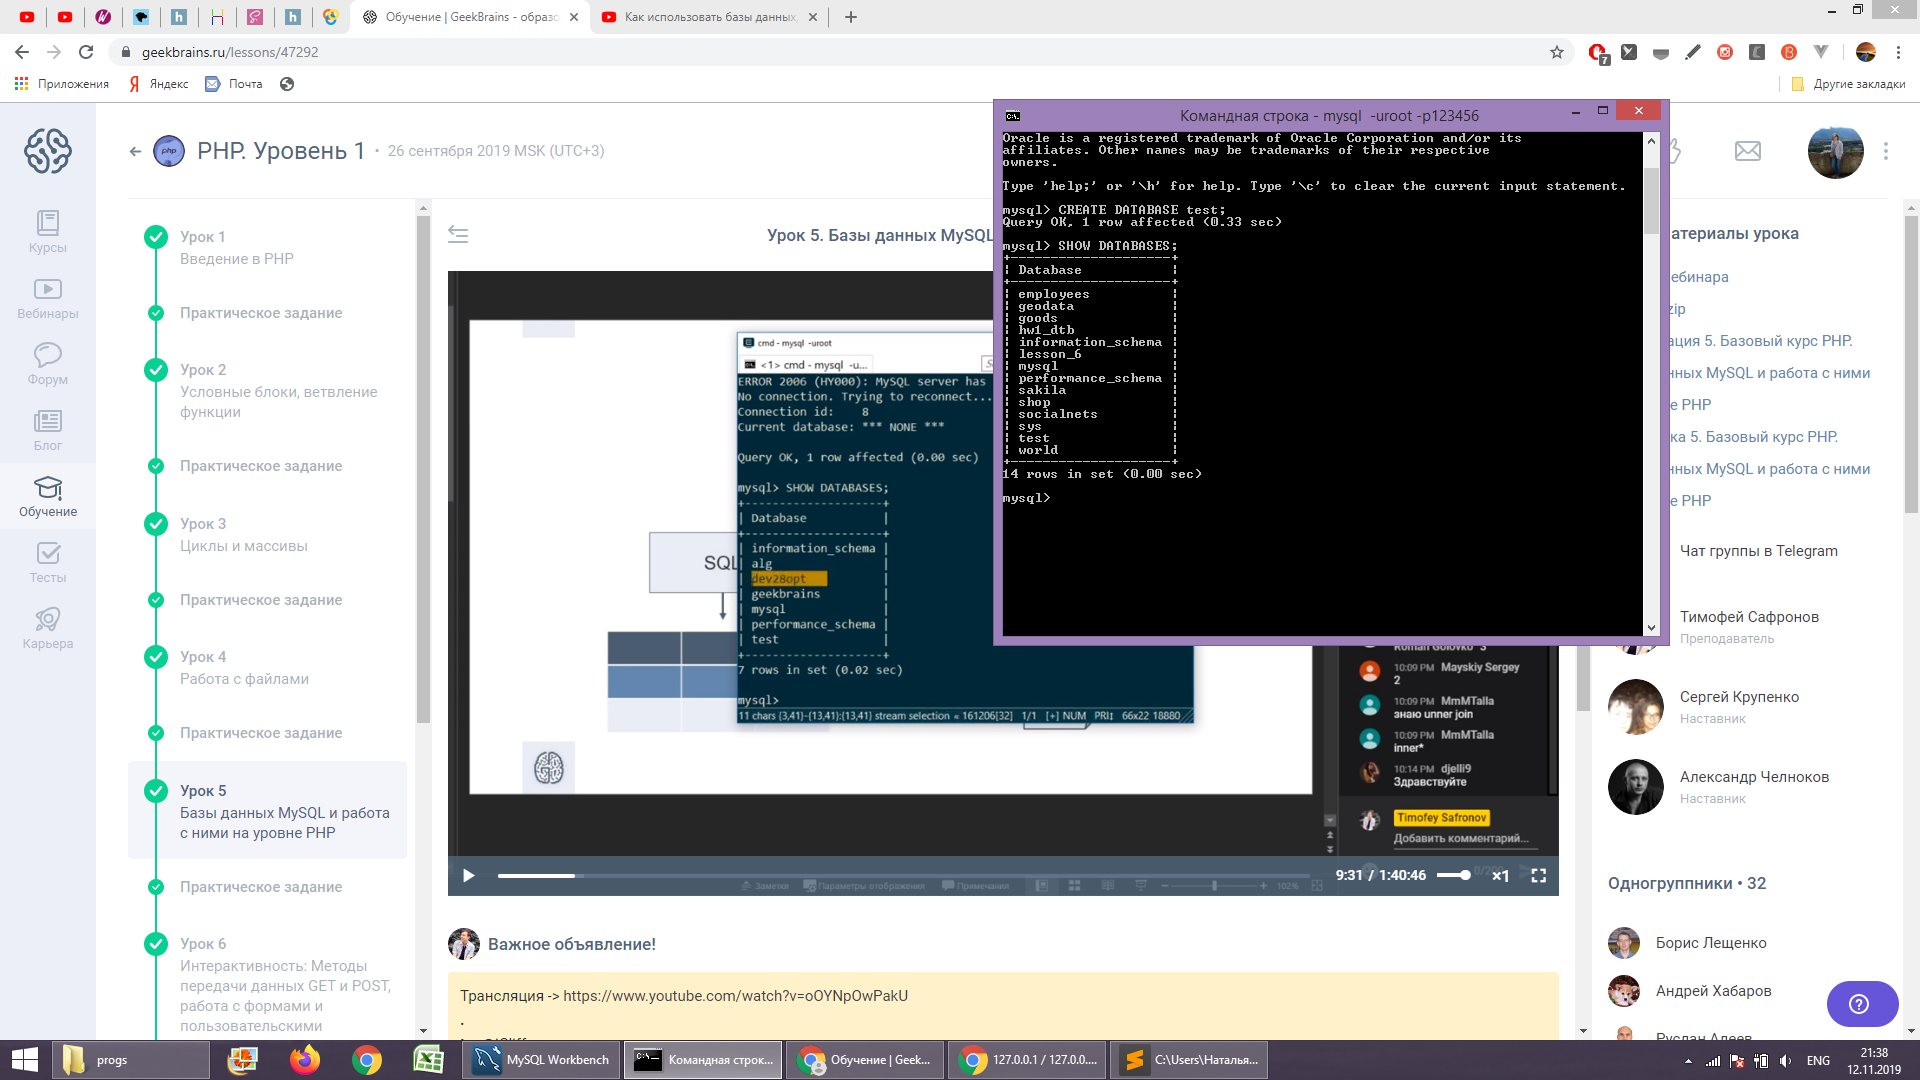 Обучение | GeekBrains - образо
Как использовать базы данных
geekbrains.ru/lessons/47292
7
Приложения
Яндекс
Почта
Другие закладки
Курсы
Вебинары
Форум
Блог
Обучение
Тесты
Карьера
php
PHP. Уровень 1 • 26 сентября 2019 MSK (UTC+3)
Урок 1
Введение в PHP
Практическое задание
Урок 2
Условные блоки, ветвление
функции
Практическое задание
Урок 3
Циклы и массивы
Практическое задание
Урок 4
Работа с файлами
Практическое задание
Урок 5
Базы данных MySQL и работа
с ними на уровне PHP
Практическое задание
Урок 6
Интерактивность: Методы
передачи данных GET и POST,
работа с формами и
пользовательскими
Урок 5. Базы данных MySQL
SQL
cmd - mysql -uroot
<1> cmd - mysql -u...
ERROR 2006 (HY000): MySQL server has
No connection. Trying to reconnect...
Connection id: 8
Current database: *** NONE ***
Query OK, 1 row affected (0.00 sec)
mysql> SHOW DATABASES;
+--------------------+
| Database |
+--------------------+
| information_schema |
| alg |
| dev28opt |
| geekbrains |
| mysql |
| performance_schema |
| test |
+--------------------+
7 rows in set (0.02 sec)
mysql>
11 chars {3,41}-{13,41}:{13,41} stream selection « 161206[32] 1/1 [+] NUM PRI↕ 66x22 18880
Командная строка - mysql -uroot -p123456
Oracle is a registered trademark of Oracle Corporation and/or its
affiliates. Other names may be trademarks of their respective
owners.
Type 'help;' or '\h' for help. Type '\c' to clear the current input statement.
mysql> CREATE DATABASE test;
Query OK, 1 row affected (0.33 sec)
mysql> SHOW DATABASES;
+--------------------+
| Database |
+--------------------+
| employees |
| geodata |
| goods |
| hw1_dtb |
| information_schema |
| lesson_6 |
| mysql |
| performance_schema |
| sakila |
| shop |
| socialnets |
| sys |
| test |
| world |
+--------------------+
14 rows in set (0.00 sec)
mysql>
Roman Golovko 3
10:09 PM Mayskiy Sergey
2
10:09 PM MmMTalla
знаю unner join
10:09 PM MmMTalla
inner*
10:14 PM djelli9
Здравствуйте
Timofey Safronov
Добавить комментарий...
Заметки
Параметры отображения
Примечания
102%
9:31 / 1:40:46
×1
Важное объявление!
Трансляция -> https://www.youtube.com/watch?v=oOYNpOwPakU
.
атериалы урока
ебинара
zip
ация 5. Базовый курс PHP.
нных MySQL и работа с ними
е PHP
ка 5. Базовый курс PHP.
нных MySQL и работа с ними
е PHP
Чат группы в Telegram
Тимофей Сафронов
Преподаватель
Сергей Крупенко
Наставник
Александр Челноков
Наставник
Одногруппники • 32
Борис Лещенко
Андрей Хабаров
Руслан Алеев
progs
MySQL Workbench
Командная строк...
Обучение | Geek...
127.0.0.1 / 127.0.0....
C:\Users\Наталья...
ENG
21:38
12.11.2019